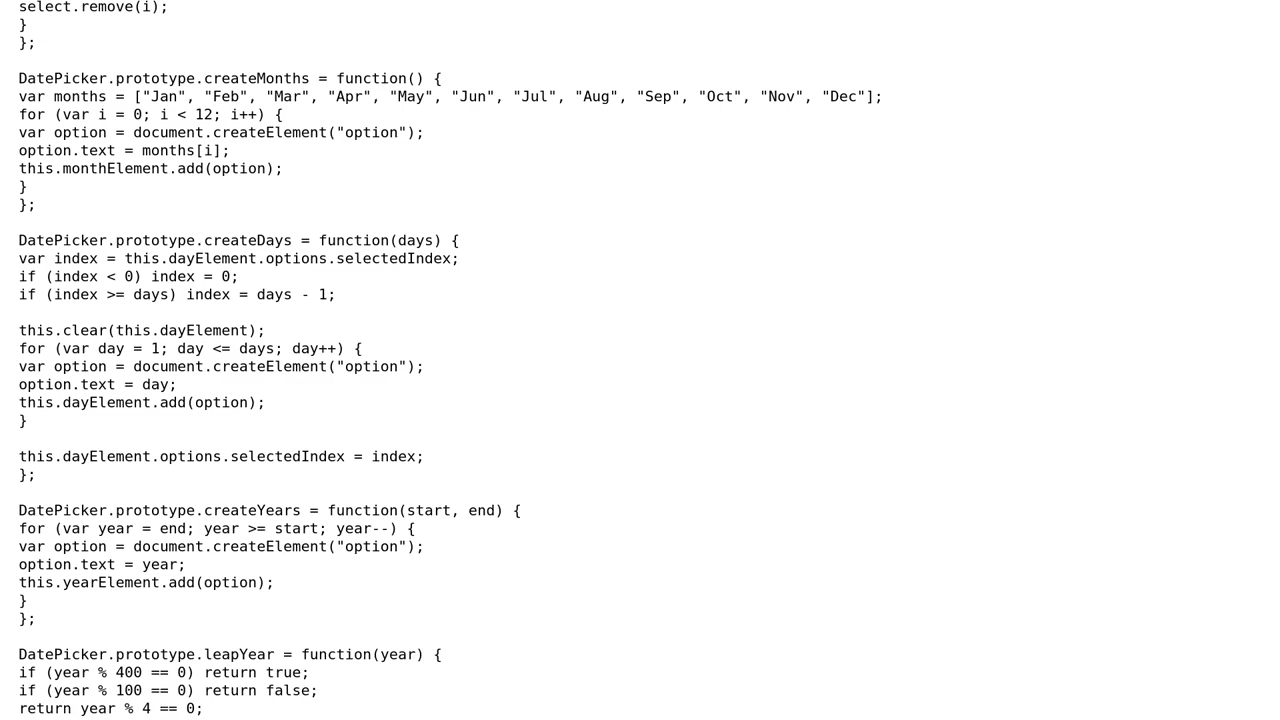 select.remove(i);
}
};

DatePicker.prototype.createMonths = function() {
var months = ["Jan", "Feb", "Mar", "Apr", "May", "Jun", "Jul", "Aug", "Sep", "Oct", "Nov", "Dec"];
for (var i = 0; i < 12; i++) {
var option = document.createElement("option");
option.text = months[i];
this.monthElement.add(option);
}
};

DatePicker.prototype.createDays = function(days) {
var index = this.dayElement.options.selectedIndex;
if (index < 0) index = 0;
if (index >= days) index = days - 1;

this.clear(this.dayElement);
for (var day = 1; day <= days; day++) {
var option = document.createElement("option");
option.text = day;
this.dayElement.add(option);
}

this.dayElement.options.selectedIndex = index;
};

DatePicker.prototype.createYears = function(start, end) {
for (var year = end; year >= start; year--) {
var option = document.createElement("option");
option.text = year;
this.yearElement.add(option);
}
};

DatePicker.prototype.leapYear = function(year) {
if (year % 400 == 0) return true;
if (year % 100 == 0) return false;
return year % 4 == 0;